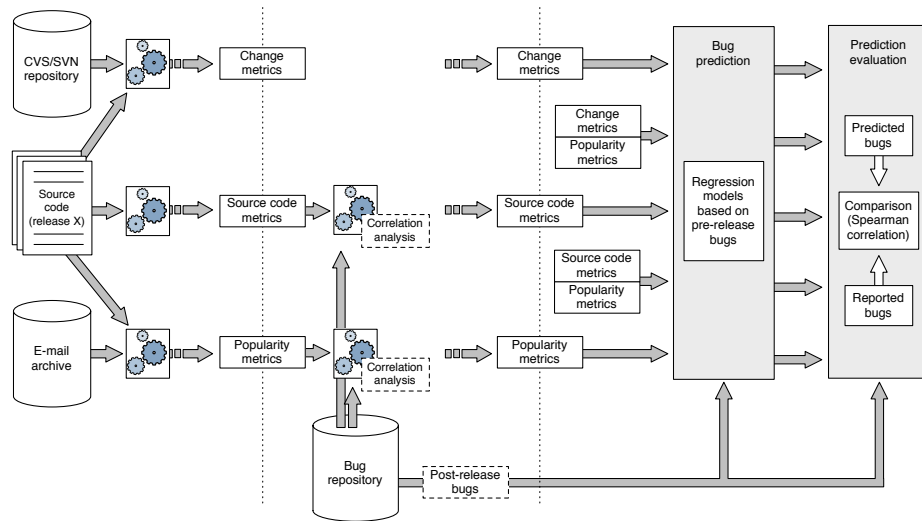 CVS/SVN
repository
Change
metrics
Change
metrics
Bug
prediction
Prediction
evaluation
Change
metrics
Popularity
metrics
Predicted
bugs
Source
code
(release X)
Source code
metrics
Correlation
analysis
Source code
metrics
Regression
models
based on
pre-release
bugs
Comparison
(Spearman
correlation)
Source code
metrics
Popularity
metrics
Reported
bugs
E-mail
archive
Popularity
metrics
Correlation
analysis
Popularity
metrics
Bug
repository
Post-release
bugs